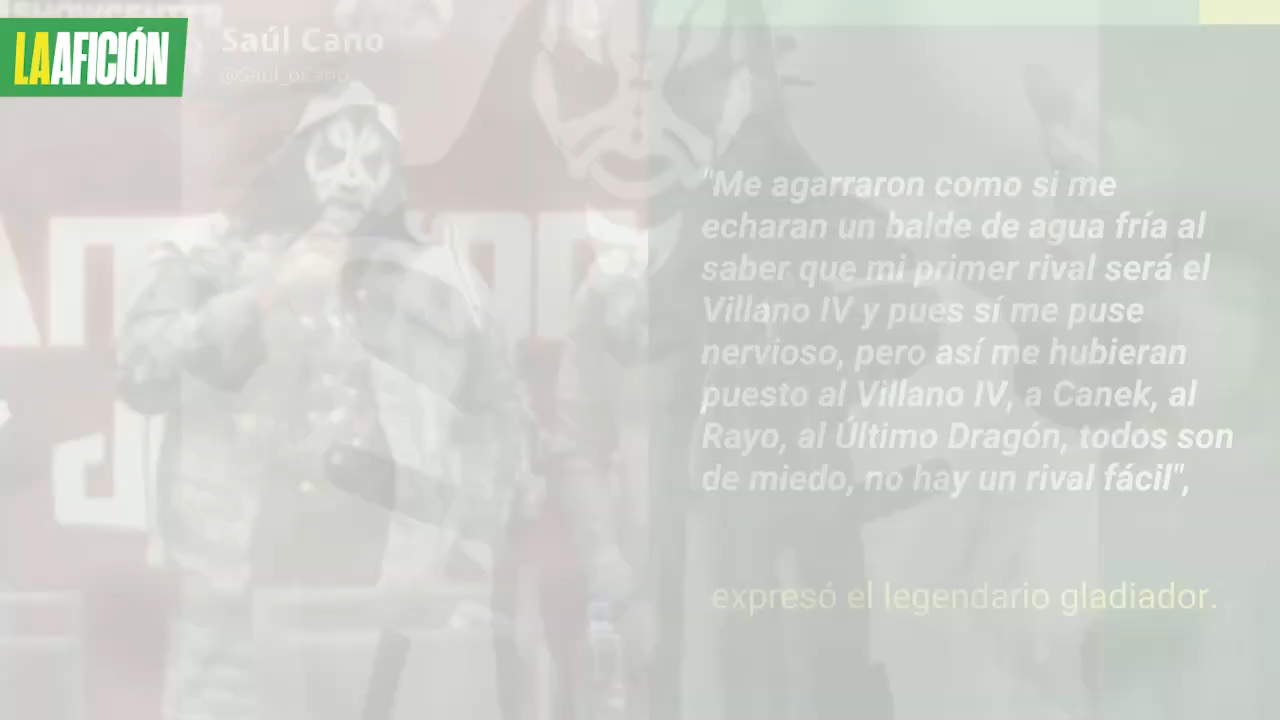 SHOWCENTER
LAAFICIÓN
Saúl Cano
@Saul_ocano
"Me agarraron como si me
echaran un balde de agua fría al
saber que mi primer rival será el
Villano IV y pues sí me puse
nervioso, pero así me hubieran
puesto al Villano IV, a Canek, al
Rayo, al Último Dragón, todos son
de miedo, no hay un rival fácil",
expresó el legendario gladiador.